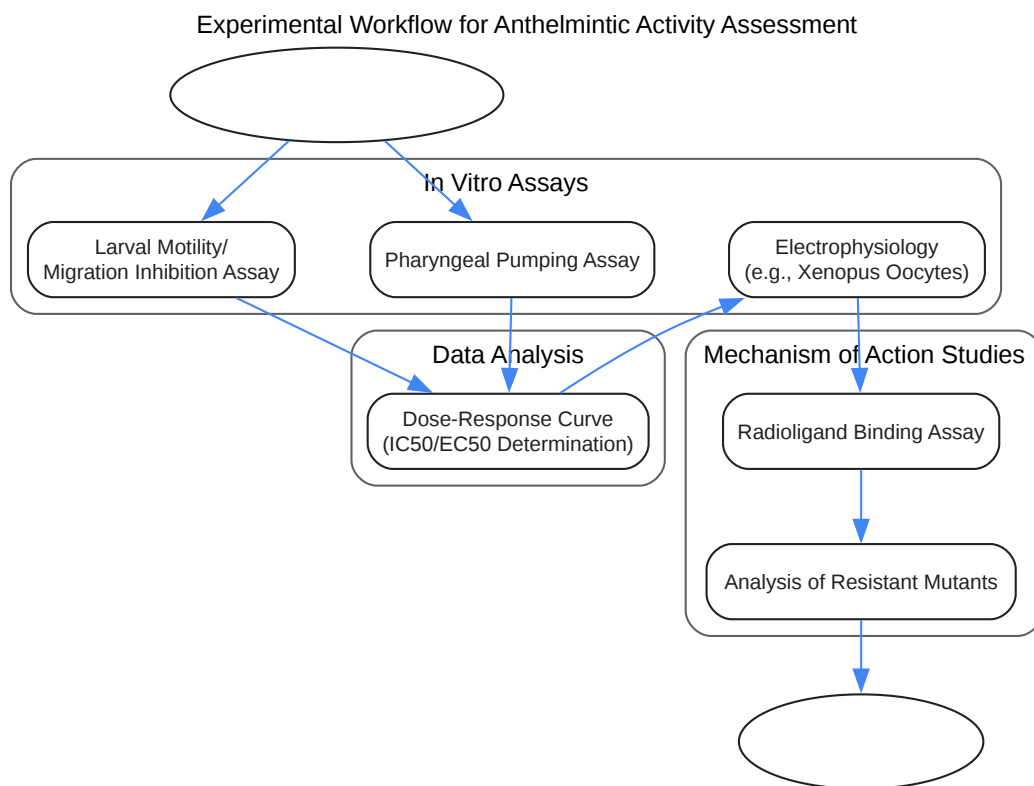 Experimental Workflow for Anthelmintic Activity Assessment
In Vitro Assays
Larval Motility/
Migration Inhibition Assay
Pharyngeal Pumping Assay
Electrophysiology
(e.g., Xenopus Oocytes)
Data Analysis
Dose-Response Curve
(IC50/EC50 Determination)
Mechanism of Action Studies
Radioligand Binding Assay
Analysis of Resistant Mutants